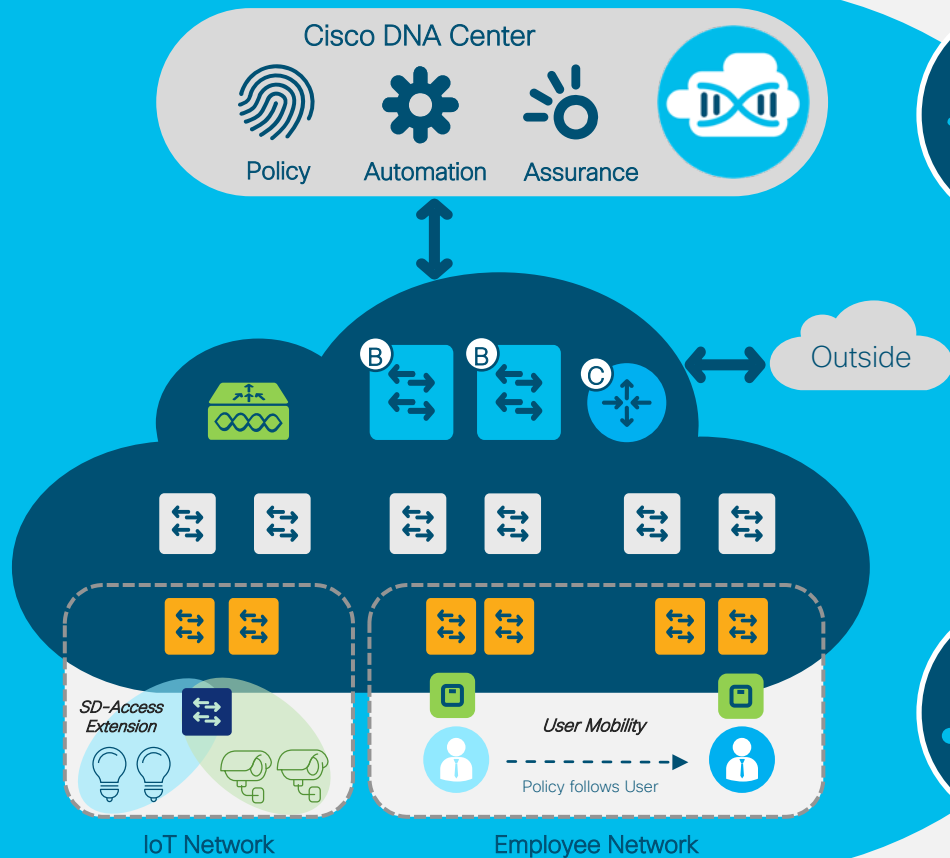 Cisco DNA Center
Policy
Automation
Assurance
B
B
C
Outside
SD-Access
Extension
User Mobility
Policy follows User
IoT Network
Employee Network